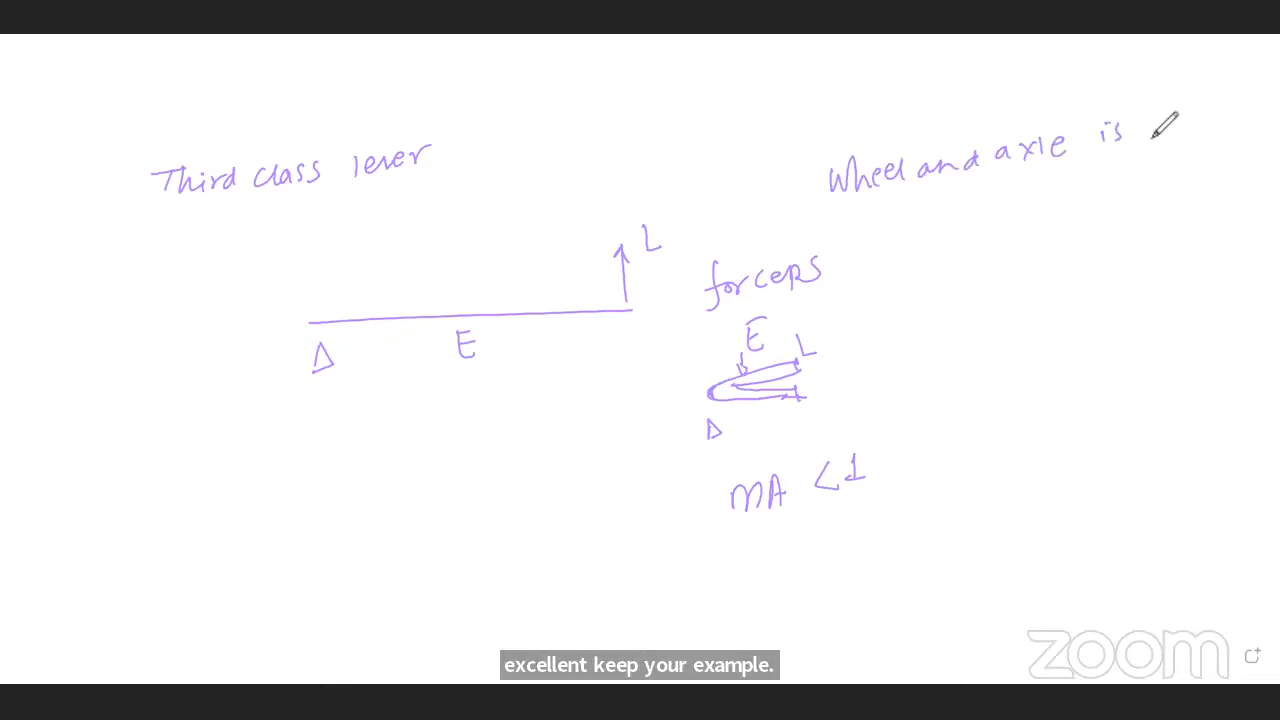 Third class lever
wheel and axle is
L
forceps
Δ
E
E
L
Δ
MA < 1
excellent keep your example.
zoom